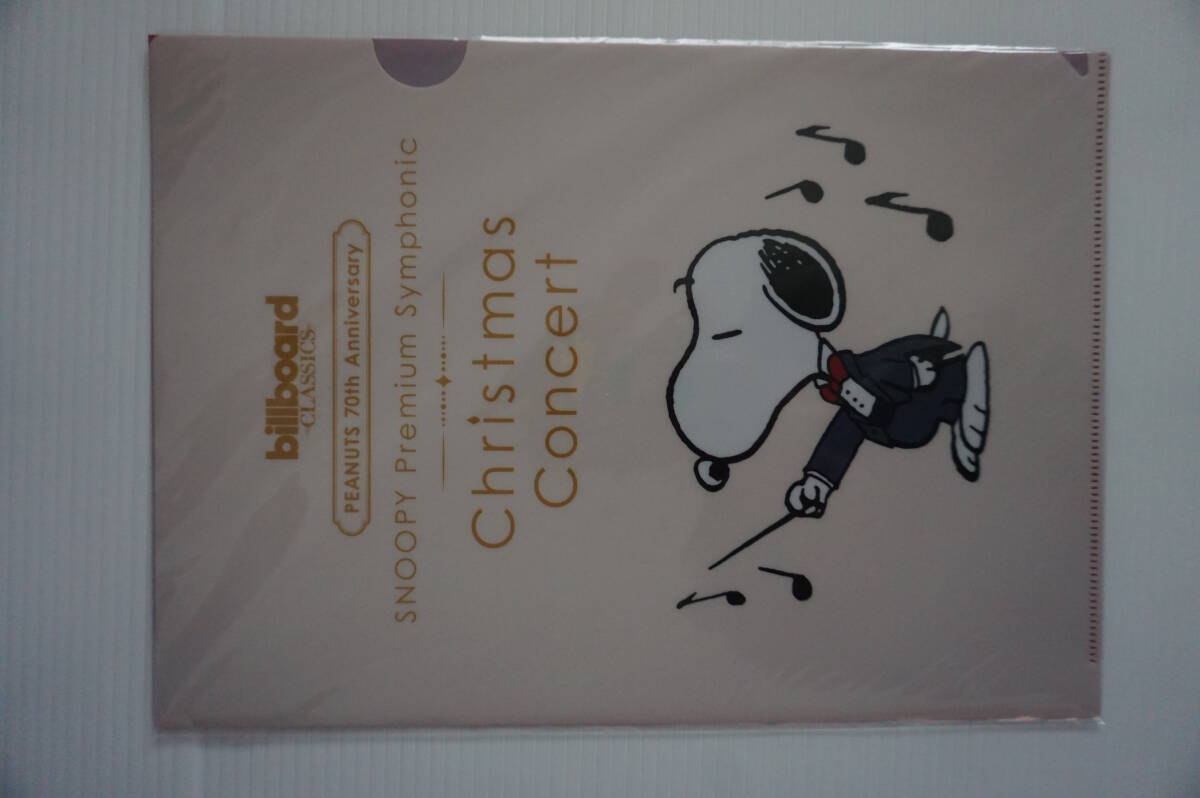 billboard
CLASSICS
PEANUTS 70th Anniversary
SNOOPY Premium Symphonic
Christmas
Concert